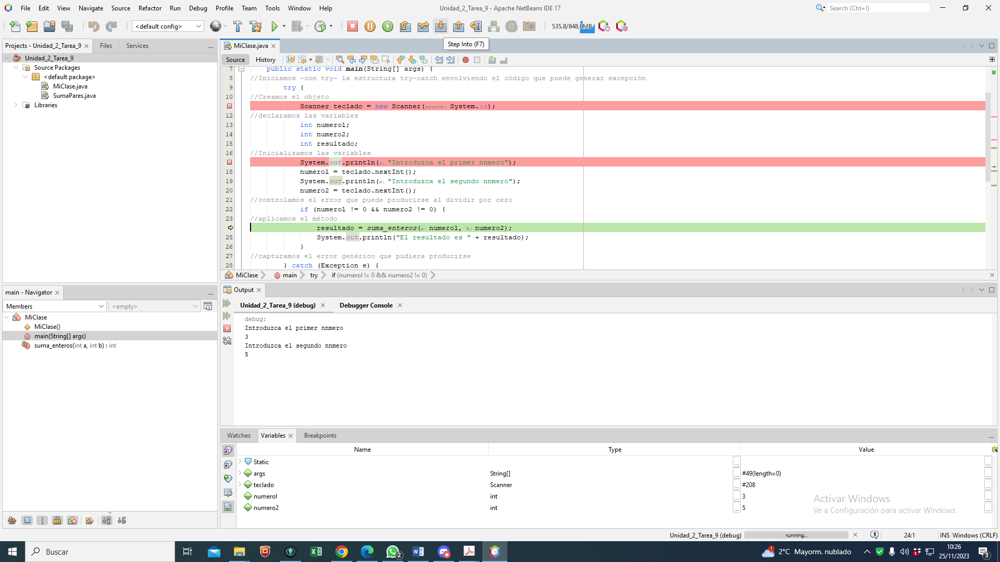 File Edit View Navigate Source Refactor Run Debug Profile Team Tools Window Help
Unidad_2_Tarea_9 - Apache NetBeans IDE 17
Search (Ctrl+I)
<default config>
535,8/848,0MB
Step Into (F7)
Projects - Unidad_2_Tarea_9
Files
Services
Unidad_2_Tarea_9
Source Packages
<default package>
MiClase.java
SumaPares.java
Libraries
MiClase.java
Source
History
7 public static void main(String[] args) {
8 //Iniciamos -con try- la estructura try-catch envolviendo el código que puede generar excepción
9 try {
10 //Creamos el objeto
Scanner teclado = new Scanner(source: System.in);
12 //declaramos las variables
13 int numero1;
14 int numero2;
15 int resultado;
16 //Inicializamos las variables
System.out.println(x: "Introduzca el primer nnmero");
18 numero1 = teclado.nextInt();
19 System.out.println(x: "Introduzca el segundo nnmero");
20 numero2 = teclado.nextInt();
21 //controlamos el error que puede producirse al dividir por cero
22 if (numero1 != 0 && numero2 != 0) {
23 //aplicamos el método
resultado = suma_enteros(a: numero1, b: numero2);
25 System.out.println("El resultado es " + resultado);
26 }
27 //capturamos el error genérico que pudiera producirse
28 } catch (Exception e) {
MiClase main try if (numero1 != 0 && numero2 != 0)
main - Navigator
Members
<empty>
MiClase
MiClase()
main(String[] args)
suma_enteros(int a, int b) : int
Output
Unidad_2_Tarea_9 (debug)
Debugger Console
debug:
Introduzca el primer nnmero
3
Introduzca el segundo nnmero
5
Watches
Variables
Breakpoints
Name Type Value
Static
args String[] #49(length=0)
teclado Scanner #208
numero1 int 3
numero2 int 5
Activar Windows
Ve a Configuración para activar Windows.
Unidad_2_Tarea_9 (debug)
running...
1
24:1
INS
Windows (CRLF)
Buscar
2
1
2°C Mayorm. nublado
1
10:26
25/11/2023
3